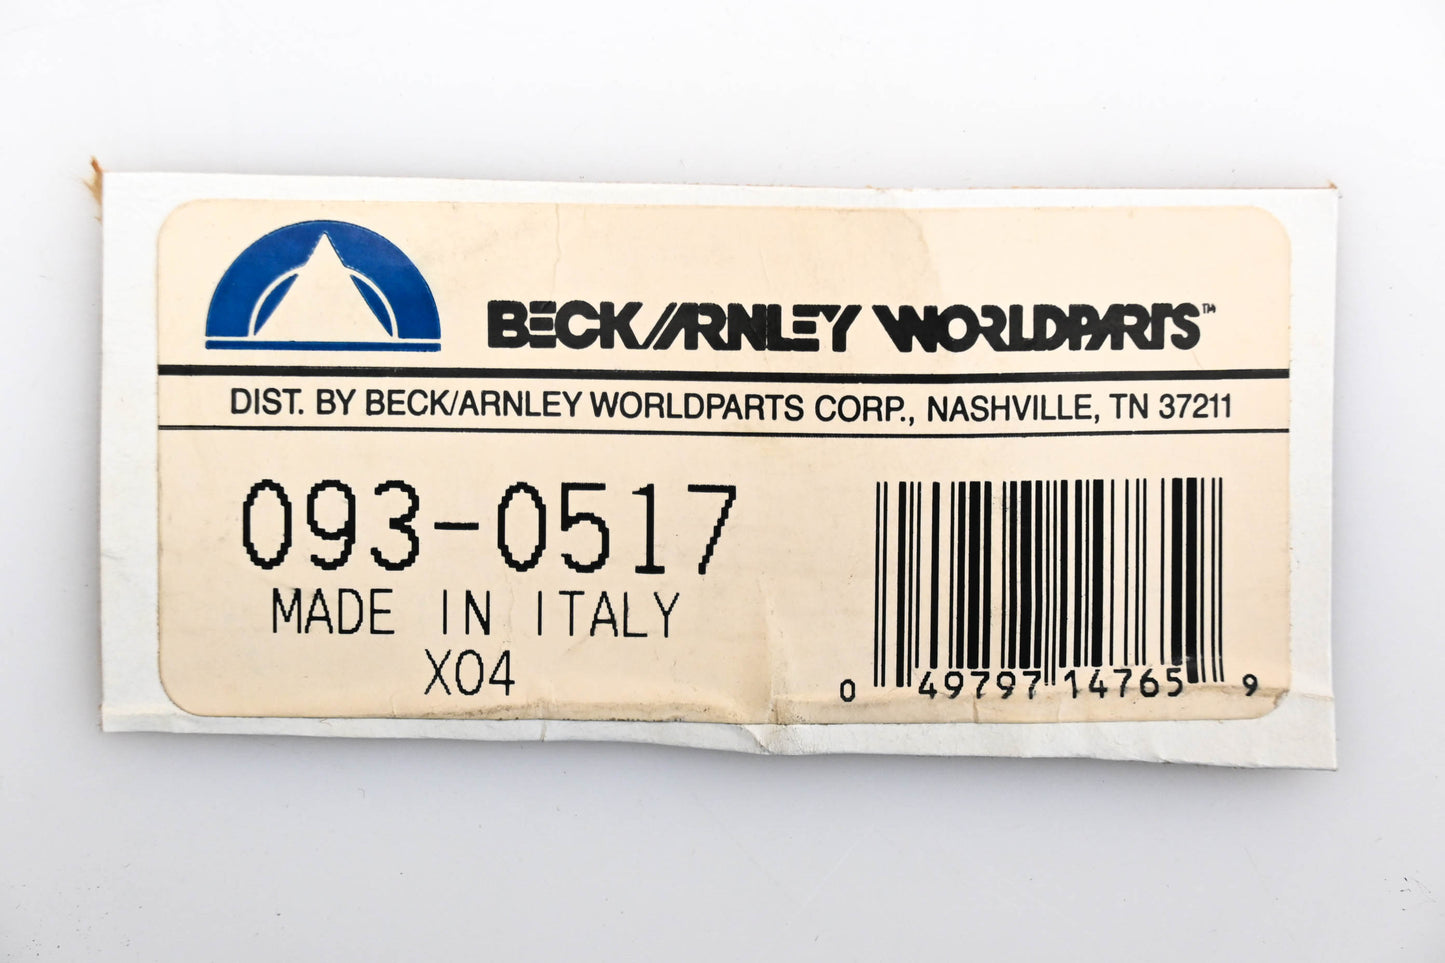 BECK/ARNLEY WORLDPARTS™
DIST. BY BECK/ARNLEY WORLDPARTS CORP., NASHVILLE, TN 37211
093-0517
MADE IN ITALY
X04
0 49797 14765 9